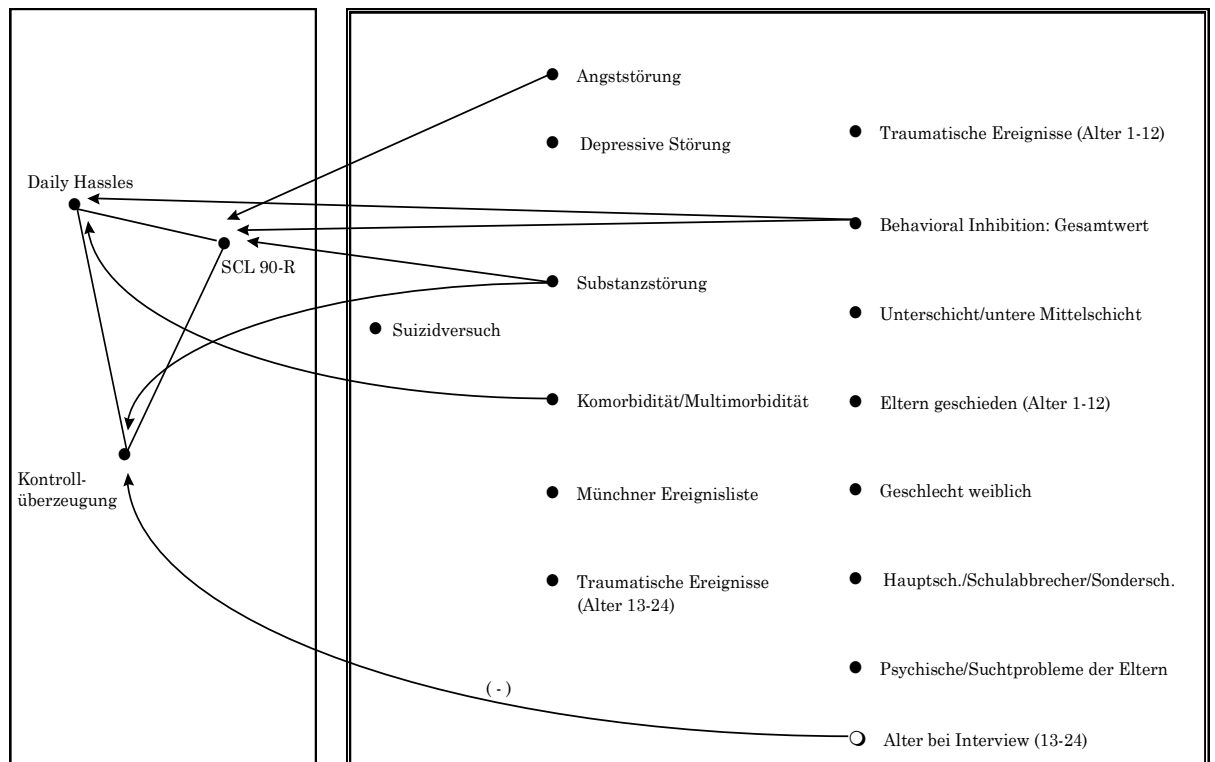 Daily Hassles
SCL 90-R
Kontroll-
überzeugung
Angststörung
Depressive Störung
Substanzstörung
Suizidversuch
Komorbidität/Multimorbidität
Münchner Ereignisliste
Traumatische Ereignisse
(Alter 13-24)
( - )
Traumatische Ereignisse (Alter 1-12)
Behavioral Inhibition: Gesamtwert
Unterschicht/untere Mittelschicht
Eltern geschieden (Alter 1-12)
Geschlecht weiblich
Hauptsch./Schulabbrecher/Sondersch.
Psychische/Suchtprobleme der Eltern
Alter bei Interview (13-24)